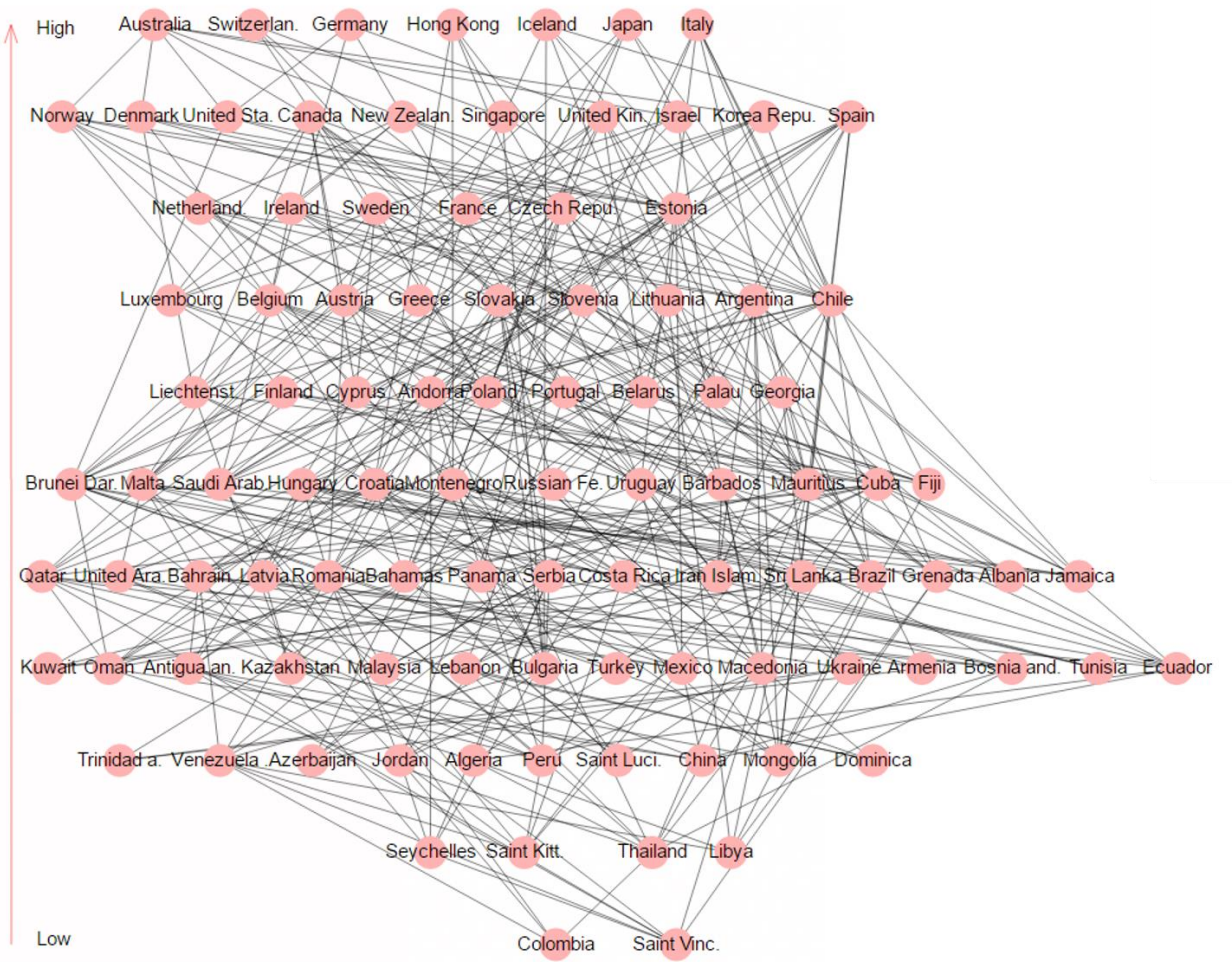 High
Australia Switzerlan. Germany Hong Kong Iceland Japan Italy
Norway Denmark United Sta. Canada New Zealan. Singapore United Kin. Israel Korea Repu. Spain
Netherland. Ireland Sweden France Czech Repu. Estonia
Luxembourg Belgium Austria Greece Slovakia Slovenia Lithuania Argentina Chile
Liechtenst. Finland Cyprus Andorra Poland Portugal Belarus Palau Georgia
Brunei Dar. Malta Saudi Arab. Hungary Croatia Montenegro Russian Fe. Uruguay Barbados Mauritius Cuba Fiji
Qatar United Ara. Bahrain Latvia Romania Bahamas Panama Serbia Costa Rica Iran Islam. Sri Lanka Brazil Grenada Albania Jamaica
Kuwait Oman Antigua an. Kazakhstan Malaysia Lebanon Bulgaria Turkey Mexico Macedonia Ukraine Armenia Bosnia and. Tunisia Ecuador
Trinidad a. Venezuela . Azerbaijan Jordan Algeria Peru Saint Luci. China Mongolia Dominica
Seychelles Saint Kitt. Thailand Libya
Low
Colombia Saint Vinc.